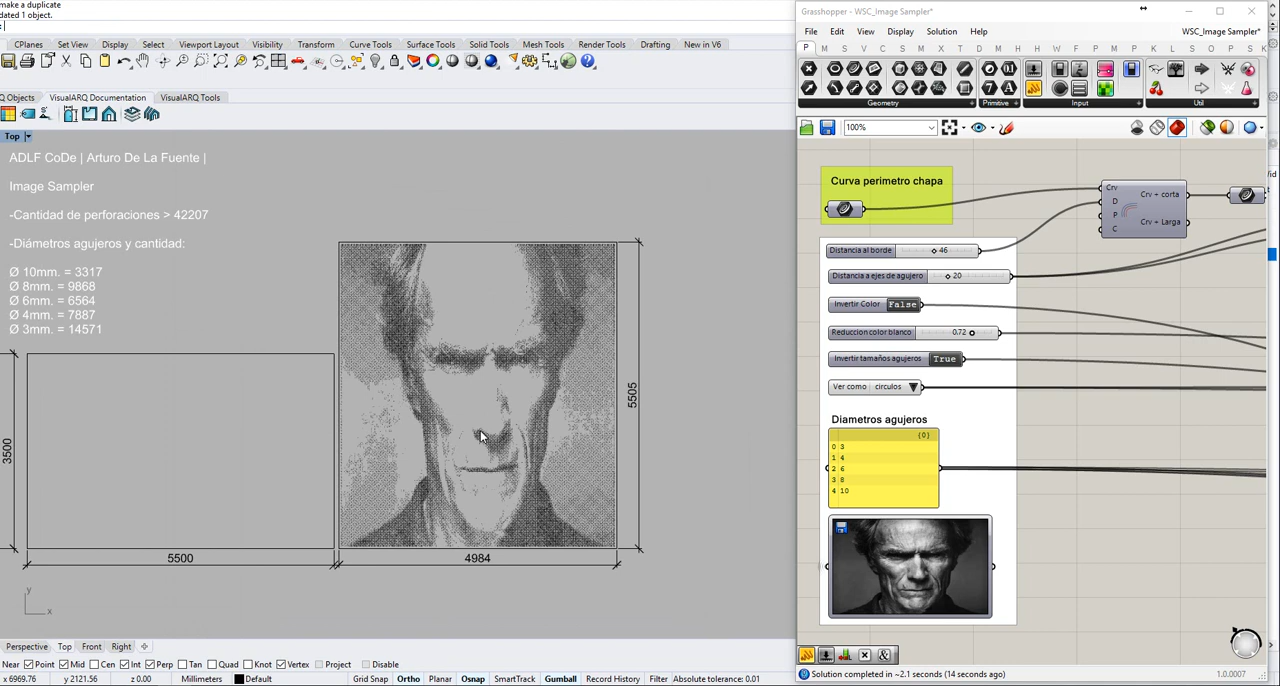 make a duplicate
dated 1 object.
CPlanes Set View Display Select Viewport Layout Visibility Transform Curve Tools Surface Tools Solid Tools Mesh Tools Render Tools Drafting New in V6
Objects VisualARQ Documentation VisualARQ Tools
Top
ADLF CoDe | Arturo De La Fuente |
Image Sampler
-Cantidad de perforaciones > 42207
-Diámetros agujeros y cantidad:
Ø 10mm. = 3317
Ø 8mm. = 9868
Ø 6mm. = 6564
Ø 4mm. = 7887
Ø 3mm. = 14571
3500
5500
4984
5505
y
x
Perspective Top Front Right
Near Point Mid Cen Int Perp Tan Quad Knot Vertex Project Disable
x 6969.76 y 2121.56 z 0.00 Millimeters Default Grid Snap Ortho Planar Osnap SmartTrack Gumball Record History Filter Absolute tolerance: 0.01
Grasshopper - WSC_Image Sampler*
File Edit View Display Solution Help WSC_Image Sampler*
P M S V C S M I T D M D A L K H H H W M P M P K L S O P S K
Geometry Primitive Input Util
100%
Curva perimetro chapa
Crv
D
P
C
Crv + corta
Crv + Larga
Distancia al borde 46
Distancia a ejes de agujero 20
Invertir Color False
Reduccion color blanco 0.72
Invertir tamaños agujeros True
Ver como circulos
Diametros agujeros
{0}
0 3
1 4
2 6
3 8
4 10
Solution completed in ~2.1 seconds (14 seconds ago) 1.0.0007